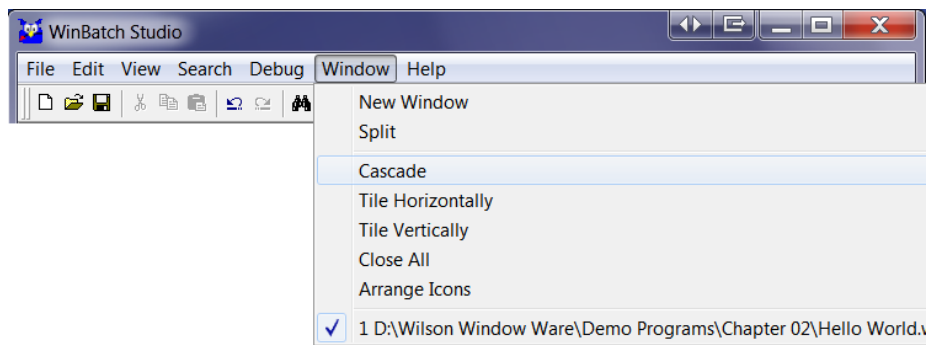 WinBatch Studio
File Edit View Search Debug Window Help
New Window
Split
Cascade
Tile Horizontally
Tile Vertically
Close All
Arrange Icons
1 D:\Wilson Window Ware\Demo Programs\Chapter 02\Hello World.w